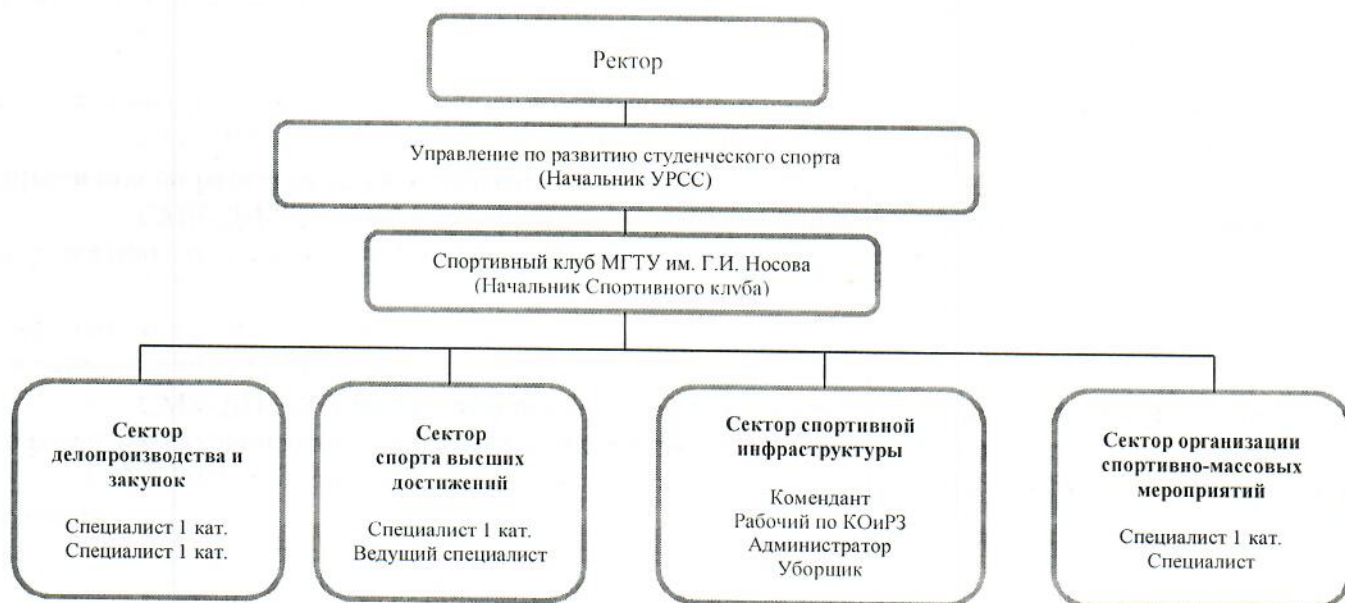 Ректор
Управление по развитию студенческого спорта
(Начальник УРСС)
Спортивный клуб МГТУ им. Г.И. Носова
(Начальник Спортивного клуба)
Сектор
делопроизводства и
закупок
Специалист 1 кат.
Специалист 1 кат.
Сектор
спорта высших
достижений
Специалист 1 кат.
Ведущий специалист
Сектор спортивной
инфраструктуры
Комендант
Рабочий по КОиРЗ
Администратор
Уборщик
Сектор организации
спортивно-массовых
мероприятий
Специалист 1 кат.
Специалист